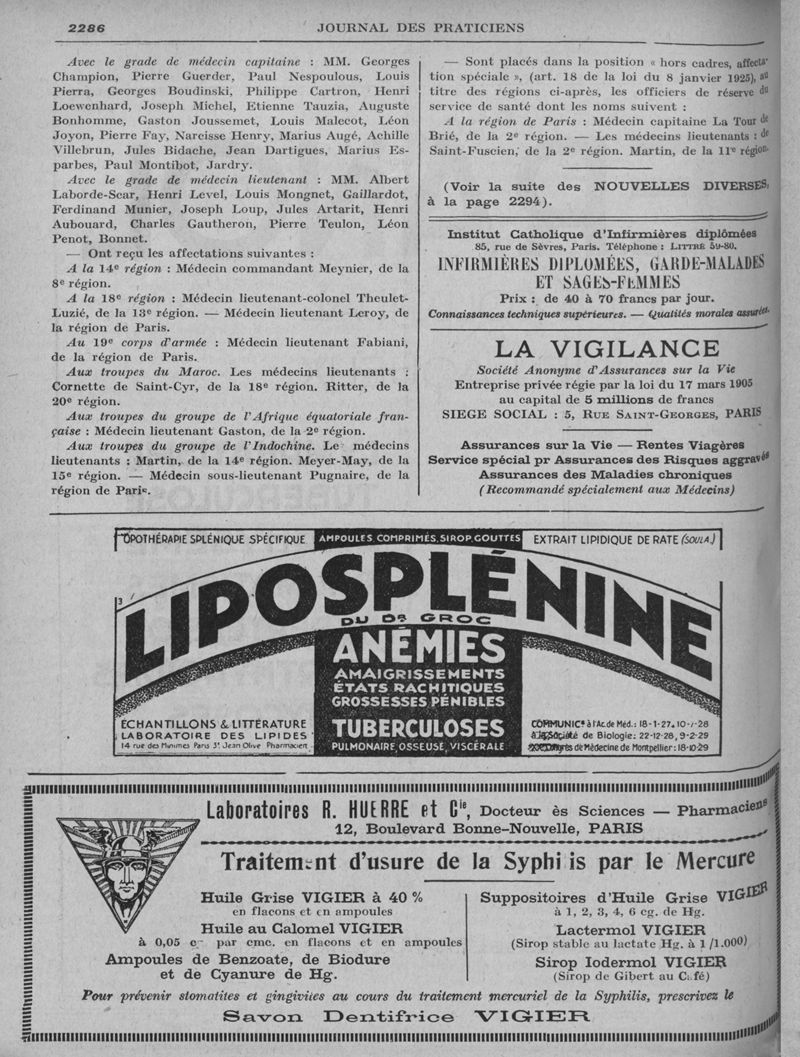 2286
JOURNAL DES PRATICIENS
Avec le grade de médecin capitaine : MM. Georges
Champion, Pierre Guerder, Paul Nespoulous, Louis
Pierra, Georges Boudinski, Philippe Cartron, Henri
Loewenhard, Joseph Michel, Etienne Tauzia, Auguste
Bonhomme, Gaston Joussemet, Louis Malecot, Léon
Joyon, Pierre Fay, Narcisse Henry, Marius Augé, Achille
Villebrun, Jules Bidache, Jean Dartigues, Marius Es-
parbes, Paul Montibot, Jardry.
Avec le grade de médecin lieutenant : MM. Albert
Laborde-Scar, Henri Level, Louis Mongnet, Gaillardot,
Ferdinand Munier, Joseph Loup, Jules Artarit, Henri
Aubouard, Charles Gautheron, Pierre Teulon, Léon
Penot, Bonnet.
— Ont reçu les affectations suivantes :
A la 14e région : Médecin commandant Meynier, de la
8e région.
A la 18e région : Médecin lieutenant-colonel Theulet-
Luzié, de la 13e région. — Médecin lieutenant Leroy, de
la région de Paris.
Au 19e corps d'armée : Médecin lieutenant Fabiani,
de la région de Paris.
Aux troupes du Maroc. Les médecins lieutenants :
Cornette de Saint-Cyr, de la 18e région. Ritter, de la
20e région.
Aux troupes du groupe de l'Afrique équatoriale fran-
çaise : Médecin lieutenant Gaston, de la 2e région.
Aux troupes du groupe de l'Indochine. Le médecins
lieutenants : Martin, de la 14e région. Meyer-May, de la
15e région. — Médecin sous-lieutenant Pugnaire, de la
région de Paris.
— Sont placés dans la position « hors cadres, affecta-
tion spéciale », (art. 18 de la loi du 8 janvier 1925), au
titre des régions ci-après, les officiers de réserve du
service de santé dont les noms suivent :
A la région de Paris : Médecin capitaine La Tour de
Brié, de la 2e région. — Les médecins lieutenants : de
Saint-Fuscien, de la 2e région. Martin, de la 11e région.
(Voir la suite des NOUVELLES DIVERSES,
à la page 2294).
Institut Catholique d'Infirmières diplômées
85, rue de Sèvres, Paris. Téléphone : LITTRÉ 59-80.
INFIRMIÈRES DIPLOMÉES, GARDE-MALADES
ET SAGES-FEMMES
Prix : de 40 à 70 francs par jour.
Connaissances techniques supérieures. — Qualités morales assurées.
LA VIGILANCE
Société Anonyme d'Assurances sur la Vie
Entreprise privée régie par la loi du 17 mars 1905
au capital de 5 millions de francs
SIEGE SOCIAL : 5, RUE SAINT-GEORGES, PARIS
Assurances sur la Vie — Rentes Viagères
Service spécial pr Assurances des Risques aggravés
Assurances des Maladies chroniques
(Recommandé spécialement aux Médecins)
OPOTHÉRAPIE SPLÉNIQUE SPÉCIFIQUE
AMPOULES, COMPRIMÉS, SIROP, GOUTTES
EXTRAIT LIPIDIQUE DE RATE (SOULA)
3
LIPOSPLÉNINE
DU DR GROC
ANÉMIES
AMAIGRISSEMENTS
ÉTATS RACHITIQUES
GROSSESSES PÉNIBLES
TUBERCULOSES
PULMONAIRE, OSSEUSE, VISCÉRALE
ECHANTILLONS & LITTÉRATURE
LABORATOIRE DES LIPIDES
14 rue des Minimes Paris 3e Jean Olive Pharmacien
COMMUNICs à l'Ac. de Méd. : 18-1-27. 10-7-28
à la Société de Biologie : 22-12-28, 9-2-29
de Médecine de Montpellier : 18-10-29
Laboratoires R. HUERRE et Cie, Docteur ès Sciences — Pharmaciens
12, Boulevard Bonne-Nouvelle, PARIS
Traitement d'usure de la Syphi is par le Mercure
Huile Grise VIGIER à 40 %
en flacons et en ampoules
Huile au Calomel VIGIER
à 0,05 c par cmc. en flacons et en ampoules
Ampoules de Benzoate, de Biodure
et de Cyanure de Hg.
Suppositoires d'Huile Grise VIGIER
à 1, 2, 3, 4, 6 cg. de Hg.
Lactermol VIGIER
(Sirop stable au lactate Hg. à 1/1.000)
Sirop Iodermol VIGIER
(Sirop de Gibert au Café)
Pour prévenir stomatites et gingivites au cours du traitement mercuriel de la Syphilis, prescrivez le
Savon Dentifrice VIGIER